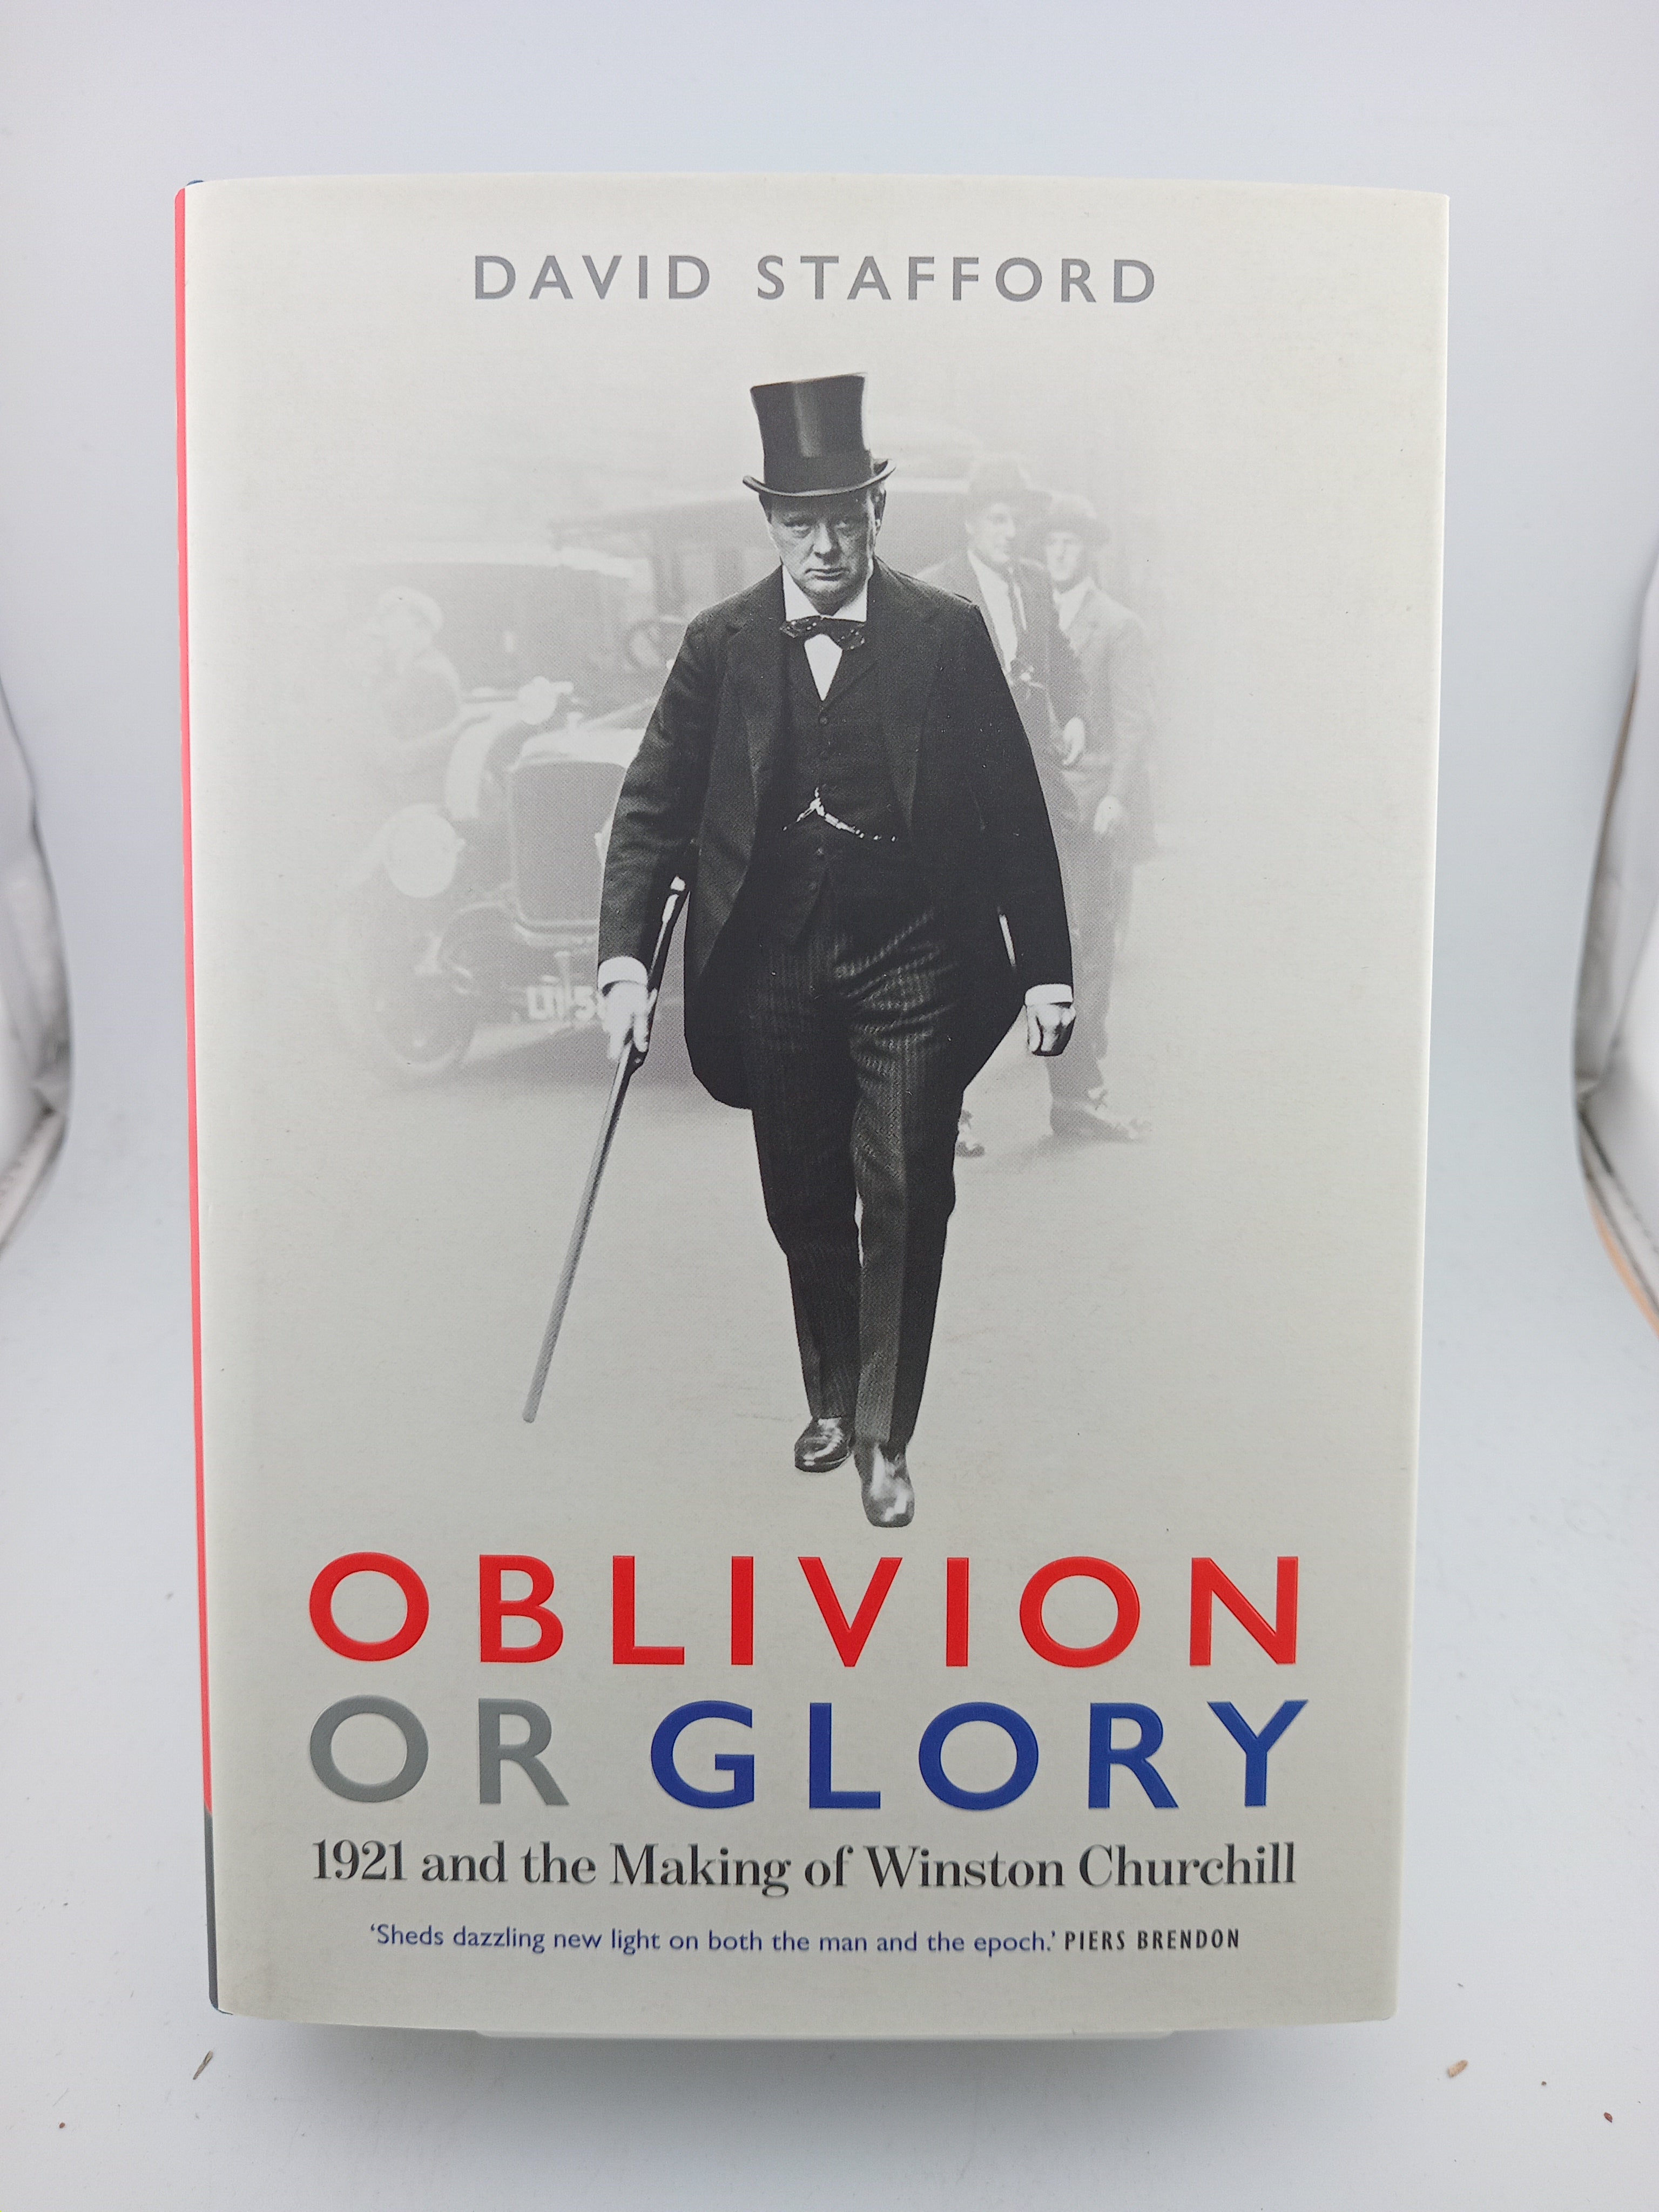 DAVID STAFFORD
OBLIVION
OR GLORY
1921 and the Making of Winston Churchill
‘Sheds dazzling new light on both the man and the epoch.’ PIERS BRENDON